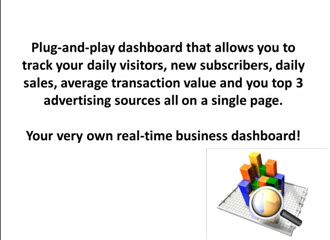 Plug-and-play dashboard that allows you to
track your daily visitors, new subscribers, daily
sales, average transaction value and you top 3
advertising sources all on a single page.
Your very own real-time business dashboard!